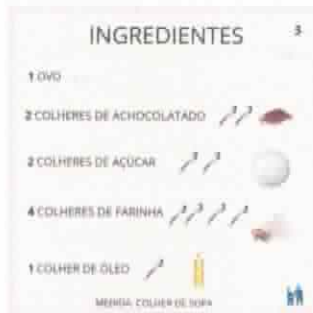 INGREDIENTES
1 OVO
2 COLHERES DE ACHOCOLATADO
2 COLHERES DE AÇÚCAR
4 COLHERES DE FARINHA
1 COLHER DE ÓLEO
MEDIDA: COLHER DE SOPA